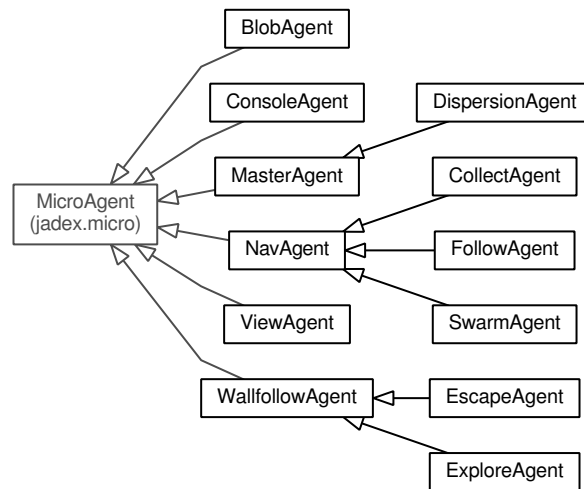 BlobAgent
ConsoleAgent
DispersionAgent
MasterAgent
CollectAgent
MicroAgent
(jadex.micro)
NavAgent
FollowAgent
ViewAgent
SwarmAgent
WallfollowAgent
EscapeAgent
ExploreAgent